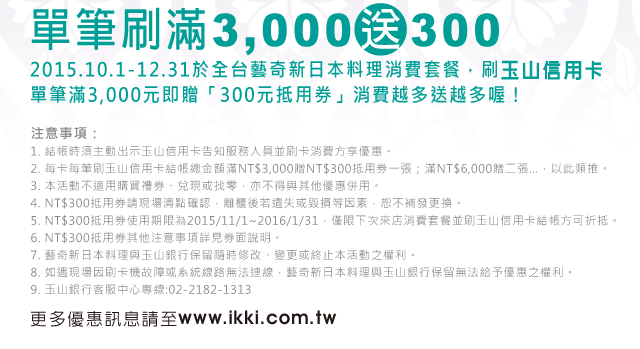 單筆刷滿3,000送300
2015.10.1-12.31於全台藝奇新日本料理消費套餐，刷玉山信用卡
單筆滿3,000元即贈「300元抵用券」消費越多送越多喔！
注意事項：
1. 結帳時須主動出示玉山信用卡告知服務人員並刷卡消費方享優惠。
2. 每卡每筆刷玉山信用卡結帳總金額滿NT$3,000贈NT$300抵用券一張；滿NT$6,000贈二張...，以此類推。
3. 本活動不適用購買禮券、兌現或找零，亦不得與其他優惠併用。
4. NT$300抵用券請現場清點確認，離櫃後若遺失或毀損等因素，恕不補發更換。
5. NT$300抵用券使用期限為2015/11/1~2016/1/31，僅限下次來店消費套餐並刷玉山信用卡結帳方可折抵。
6. NT$300抵用券其他注意事項詳見券面說明。
7. 藝奇新日本料理與玉山銀行保留隨時修改、變更或終止本活動之權利。
8. 如遇現場因刷卡機故障或系統線路無法連線，藝奇新日本料理與玉山銀行保留無法給予優惠之權利。
9. 玉山銀行客服中心專線:02-2182-1313
更多優惠訊息請至www.ikki.com.tw